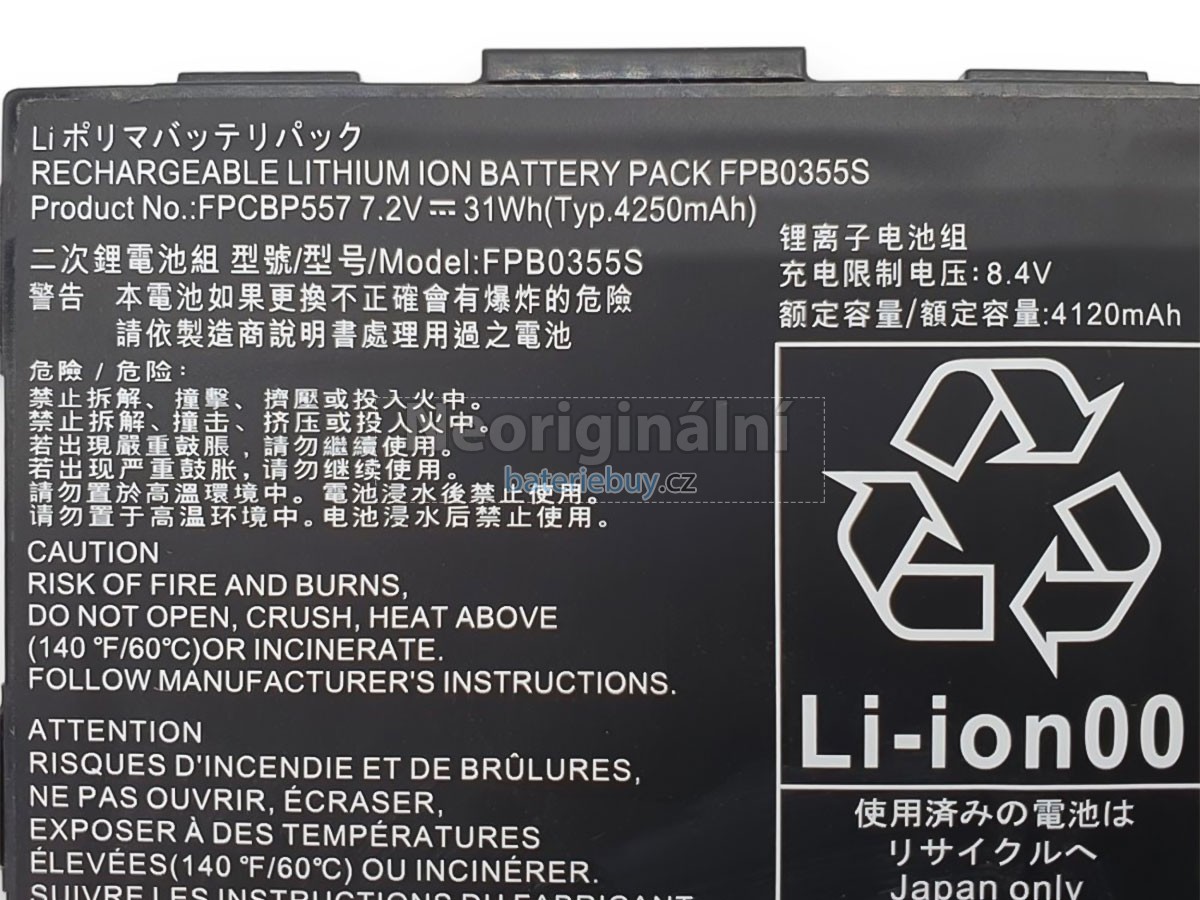 Li ポリマバッテリパック
RECHARGEABLE LITHIUM ION BATTERY PACK FPB0355S
Product No.:FPCBP557 7.2V⎓31Wh(Typ.4250mAh)
二次鋰電池組 型號/型号/Model:FPB0355S
警告 本電池如果更換不正確會有爆炸的危險
請依製造商說明書處理用過之電池
锂离子电池组
充电限制电压:8.4V
额定容量/額定容量:4120mAh
危險 / 危险:
禁止拆解、撞擊、擠壓或投入火中。
禁止拆解、撞击、挤压或投入火中。
若出現嚴重鼓脹,請勿繼續使用。
若出现严重鼓胀,请勿继续使用。
請勿置於高溫環境中。電池浸水後禁止使用。
请勿置于高温环境中。电池浸水后禁止使用。
Neoriginální
bateriebuy.cz
CAUTION
RISK OF FIRE AND BURNS,
DO NOT OPEN, CRUSH, HEAT ABOVE
(140 °F/60℃)OR INCINERATE.
FOLLOW MANUFACTURER'S INSTRUCTIONS.
ATTENTION
RISQUES D'INCENDIE ET DE BRÛLURES,
NE PAS OUVRIR, ÉCRASER,
EXPOSER À DES TEMPÉRATURES
ÉLEVÉES(140 °F/60℃) OU INCINÉRER.
SUIVRE LES INSTRUCTIONS DU FABRICANT
Li-ion00
使用済みの電池は
リサイクルへ
Japan only